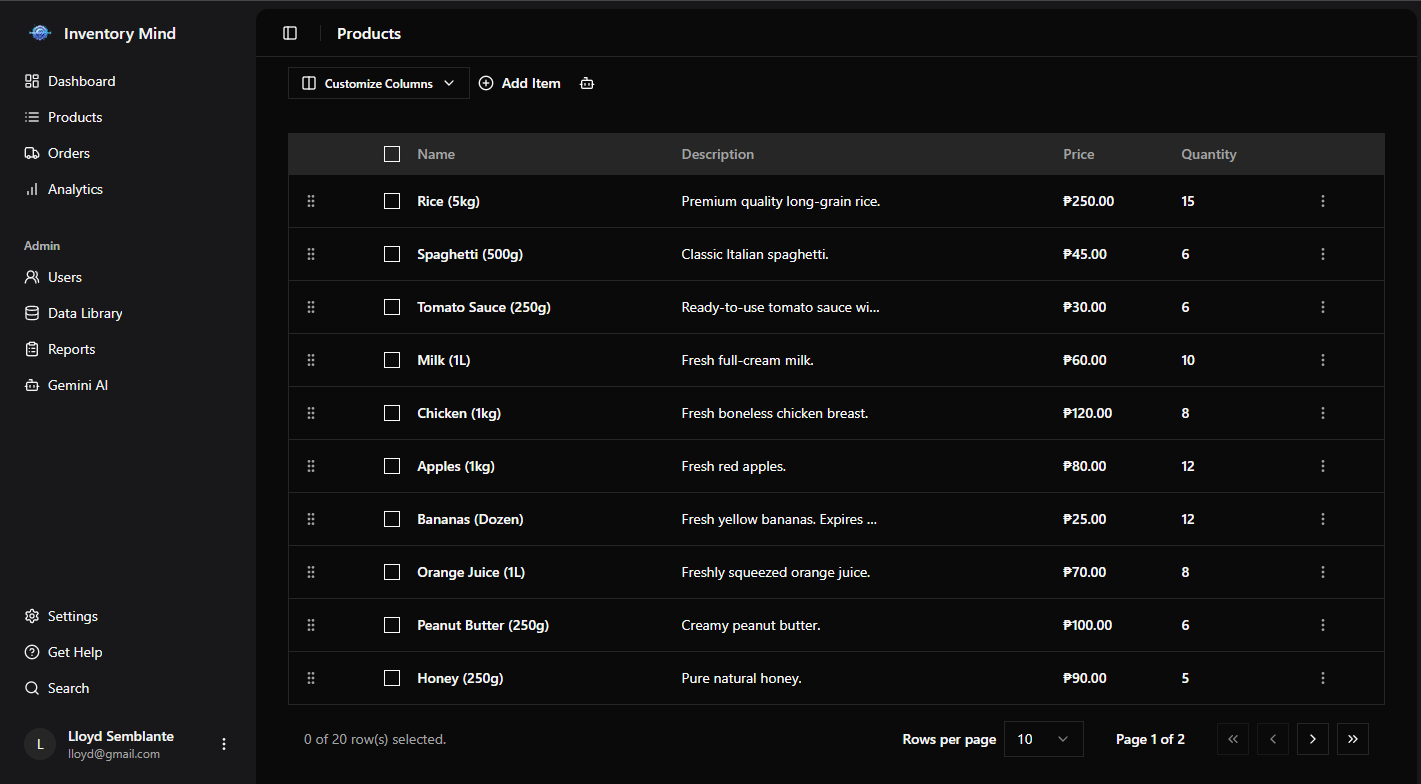 Inventory Mind
Dashboard
Products
Orders
Analytics
Admin
Users
Data Library
Reports
Gemini AI
Settings
Get Help
Search
L
Lloyd Semblante
lloyd@gmail.com
Products
Customize Columns
Add Item
Name Description Price Quantity
Rice (5kg) Premium quality long-grain rice. ₱250.00 15
Spaghetti (500g) Classic Italian spaghetti. ₱45.00 6
Tomato Sauce (250g) Ready-to-use tomato sauce wi... ₱30.00 6
Milk (1L) Fresh full-cream milk. ₱60.00 10
Chicken (1kg) Fresh boneless chicken breast. ₱120.00 8
Apples (1kg) Fresh red apples. ₱80.00 12
Bananas (Dozen) Fresh yellow bananas. Expires ... ₱25.00 12
Orange Juice (1L) Freshly squeezed orange juice. ₱70.00 8
Peanut Butter (250g) Creamy peanut butter. ₱100.00 6
Honey (250g) Pure natural honey. ₱90.00 5
0 of 20 row(s) selected. Rows per page 10 Page 1 of 2